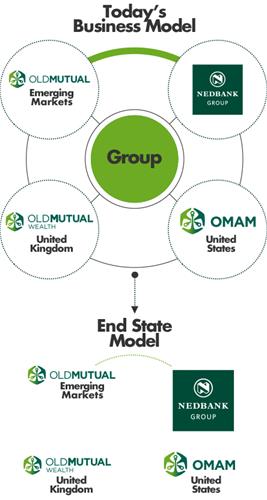 Today's
Business Model
OLDMUTUAL
Emerging
Markets
NEDBANK
GROUP
Group
OLDMUTUAL
WEALTH
United
Kingdom
OMAM
United
States
End State
Model
OLDMUTUAL
Emerging
Markets
NEDBANK
GROUP
OLDMUTUAL
WEALTH
United
Kingdom
OMAM
United
States